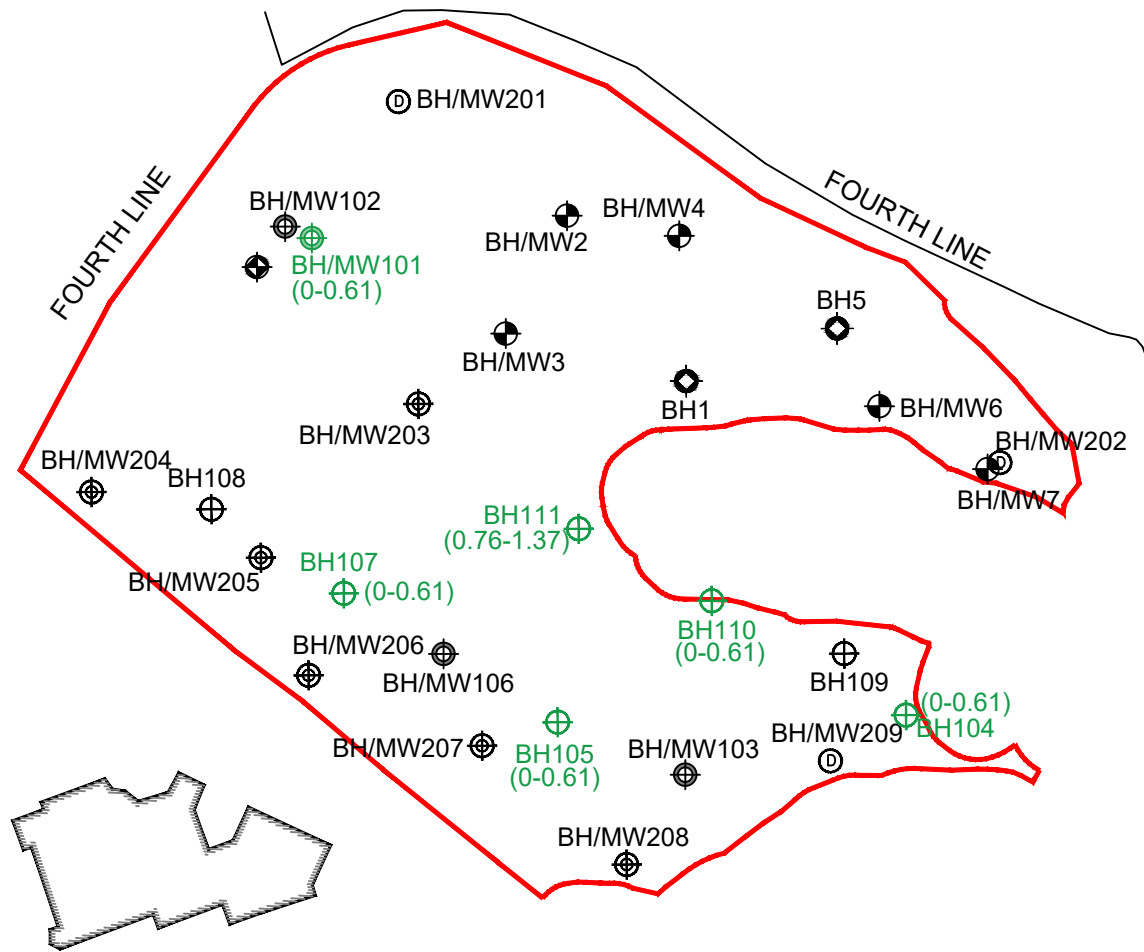 BH/MW201
FOURTH LINE
FOURTH LINE
BH/MW102
BH/MW4
BH/MW2
BH/MW101
(0-0.61)
BH5
BH/MW3
BH1
BH/MW6
BH/MW203
BH/MW202
D
BH/MW7
BH/MW204
BH108
BH111
(0.76-1.37)
BH/MW205
BH107
(0-0.61)
BH110
(0-0.61)
BH/MW206
BH/MW106
BH109
(0-0.61)
BH104
BH/MW207
BH105
(0-0.61)
BH/MW103
BH/MW209
D
BH/MW208
D